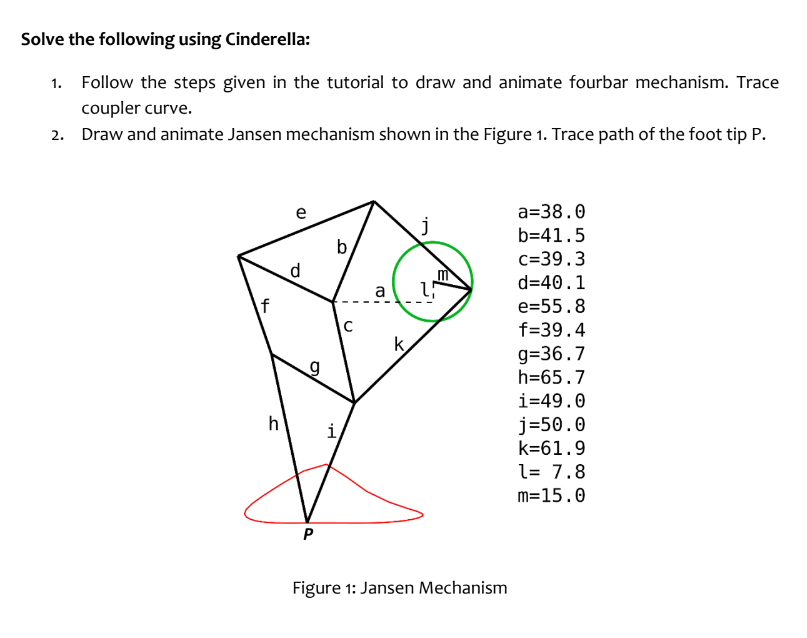 Solve the following using Cinderella:
1. Follow the steps given in the tutorial to draw and animate fourbar mechanism. Trace
coupler curve.
2. Draw and animate Jansen mechanism shown in the Figure 1. Trace path of the foot tip P.
e
j
b
d
m
a
l
f
c
k
g
h
i
P
a=38.0
b=41.5
c=39.3
d=40.1
e=55.8
f=39.4
g=36.7
h=65.7
i=49.0
j=50.0
k=61.9
l= 7.8
m=15.0
Figure 1: Jansen Mechanism